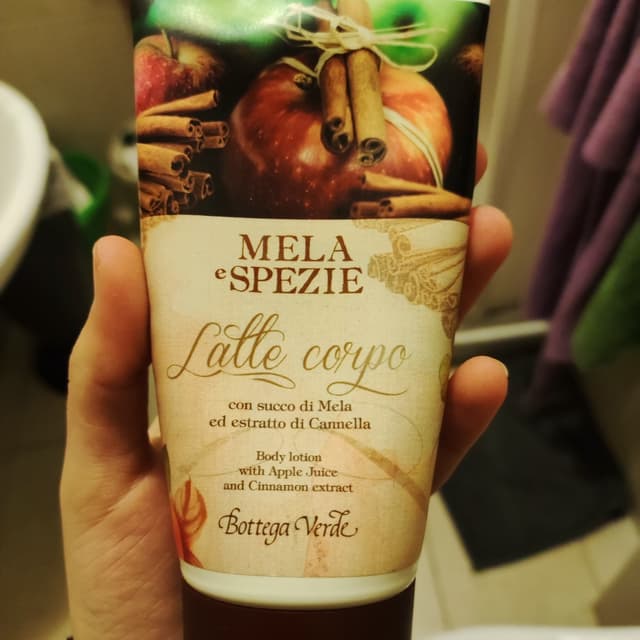 MELA
e SPEZIE
Latte corpo
con succo di Mela
ed estratto di Cannella
Body lotion
with Apple Juice
and Cinnamon extract
Bottega Verde